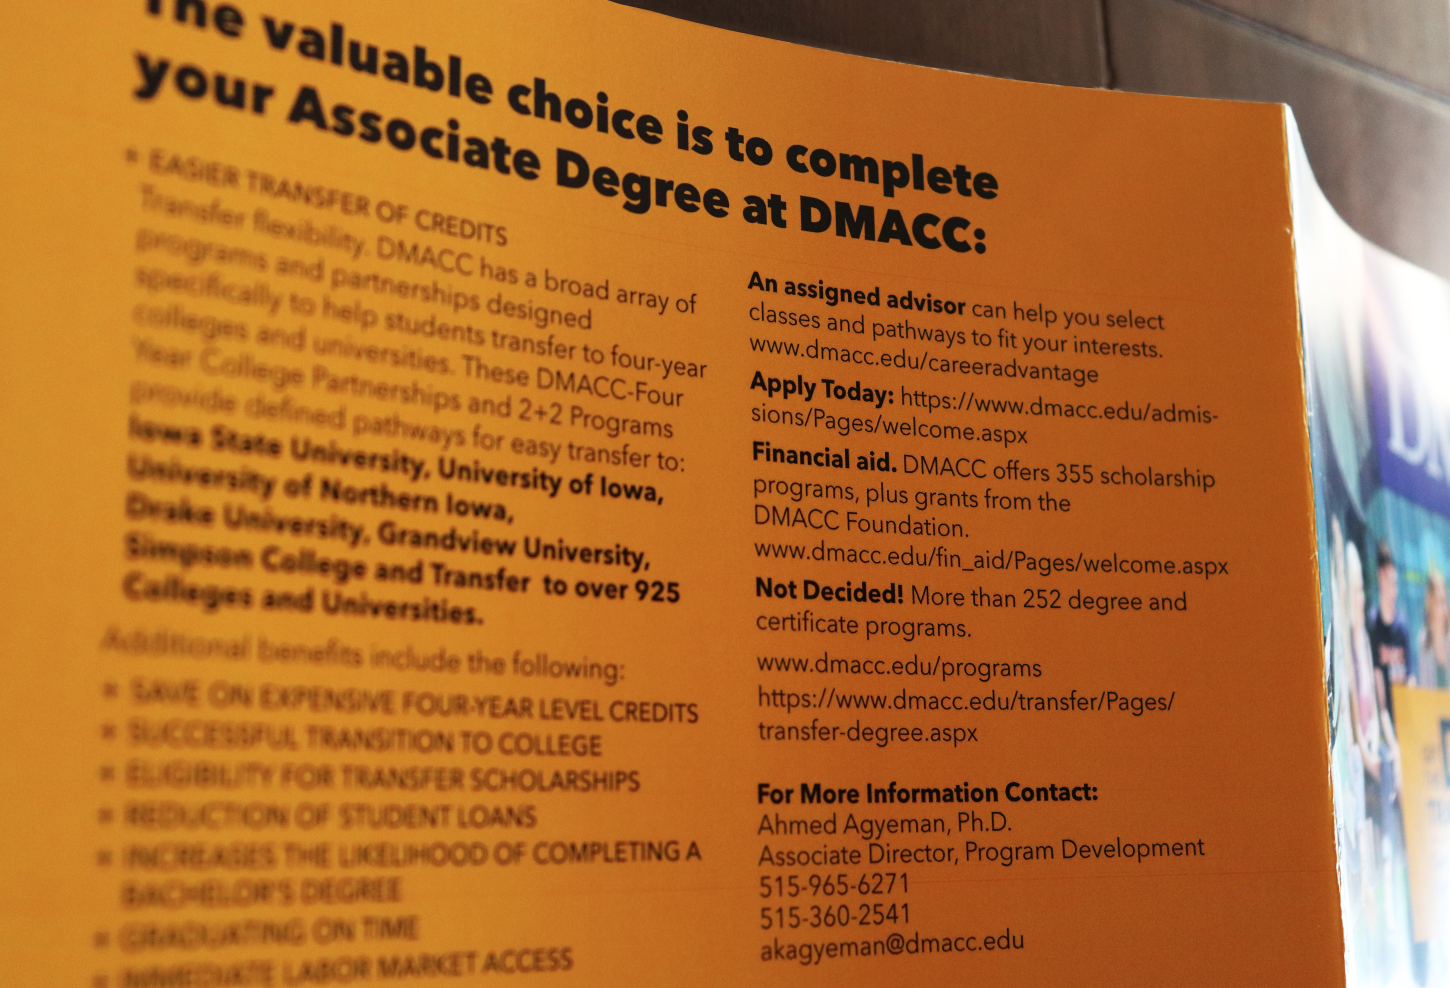 The valuable choice is to complete
your Associate Degree at DMACC:
* EASIER TRANSFER OF CREDITS
Transfer flexibility. DMACC has a broad array of
programs and partnerships designed
specifically to help students transfer to four-year
colleges and universities. These DMACC-Four
Year College Partnerships and 2+2 Programs
provide defined pathways for easy transfer to:
Iowa State University, University of Iowa,
University of Northern Iowa,
Drake University, Grandview University,
Simpson College and Transfer to over 925
Colleges and Universities.
Additional benefits include the following:
* SAVE ON EXPENSIVE FOUR-YEAR LEVEL CREDITS
* SUCCESSFUL TRANSITION TO COLLEGE
* ELIGIBILITY FOR TRANSFER SCHOLARSHIPS
* REDUCTION OF STUDENT LOANS
* INCREASES THE LIKELIHOOD OF COMPLETING A
BACHELOR'S DEGREE
* GRADUATING ON TIME
* IMMEDIATE LABOR MARKET ACCESS
An assigned advisor can help you select
classes and pathways to fit your interests.
www.dmacc.edu/careeradvantage
Apply Today: https://www.dmacc.edu/admis-
sions/Pages/welcome.aspx
Financial aid. DMACC offers 355 scholarship
programs, plus grants from the
DMACC Foundation.
www.dmacc.edu/fin_aid/Pages/welcome.aspx
Not Decided! More than 252 degree and
certificate programs.
www.dmacc.edu/programs
https://www.dmacc.edu/transfer/Pages/
transfer-degree.aspx
For More Information Contact:
Ahmed Agyeman, Ph.D.
Associate Director, Program Development
515-965-6271
515-360-2541
akagyeman@dmacc.edu